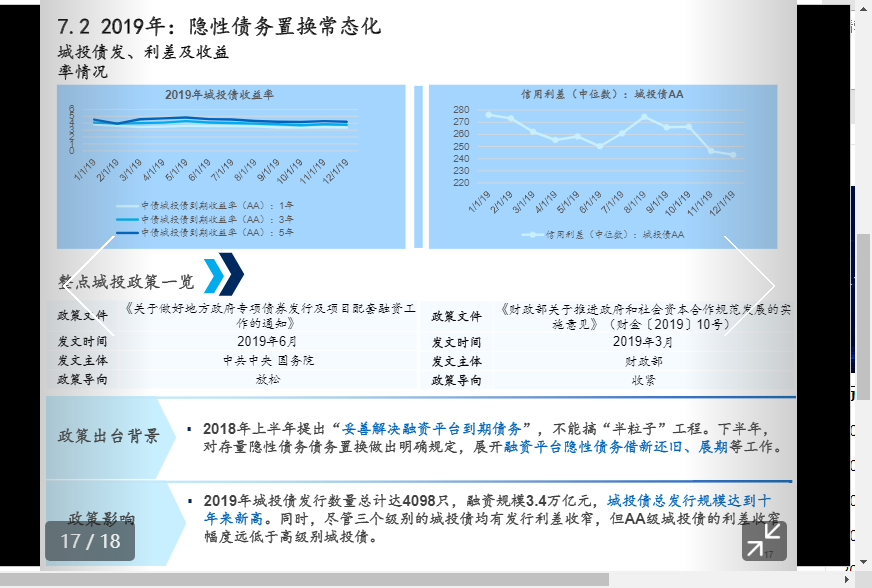 7.2 2019年：隐性债务置换常态化
城投债发、利差及收益
率情况
2019年城投债收益率
6
5
4
3
2
1
0
1/1/19 2/1/19 3/1/19 4/1/19 5/1/19 6/1/19 7/1/19 8/1/19 9/1/19 10/1/19 11/1/19 12/1/19
中债城投债到期收益率（AA）：1年
中债城投债到期收益率（AA）：3年
中债城投债到期收益率（AA）：5年
信用利差（中位数）：城投债AA
280
270
260
250
240
230
220
1/1/19 2/1/19 3/1/19 4/1/19 5/1/19 6/1/19 7/1/19 8/1/19 9/1/19 10/1/19 11/1/19 12/1/19
信用利差（中位数）：城投债AA
整点城投政策一览
政策文件
《关于做好地方政府专项债券发行及项目配套融资工
作的通知》
发文时间 2019年6月
发文主体 中共中央 国务院
政策导向 放松
政策文件
《财政部关于推进政府和社会资本合作规范发展的实
施意见》（财金〔2019〕10号）
发文时间 2019年3月
发文主体 财政部
政策导向 收紧
政策出台背景
▪ 2018年上半年提出“妥善解决融资平台到期债务”，不能搞“半粒子”工程。下半年，
对存量隐性债务债务置换做出明确规定，展开融资平台隐性债务借新还旧、展期等工作。
政策影响
▪ 2019年城投债发行数量总计达4098只，融资规模3.4万亿元，城投债总发行规模达到十
年来新高。同时，尽管三个级别的城投债均有发行利差收窄，但AA级城投债的利差收窄
幅度远低于高级别城投债。
17 / 18
17